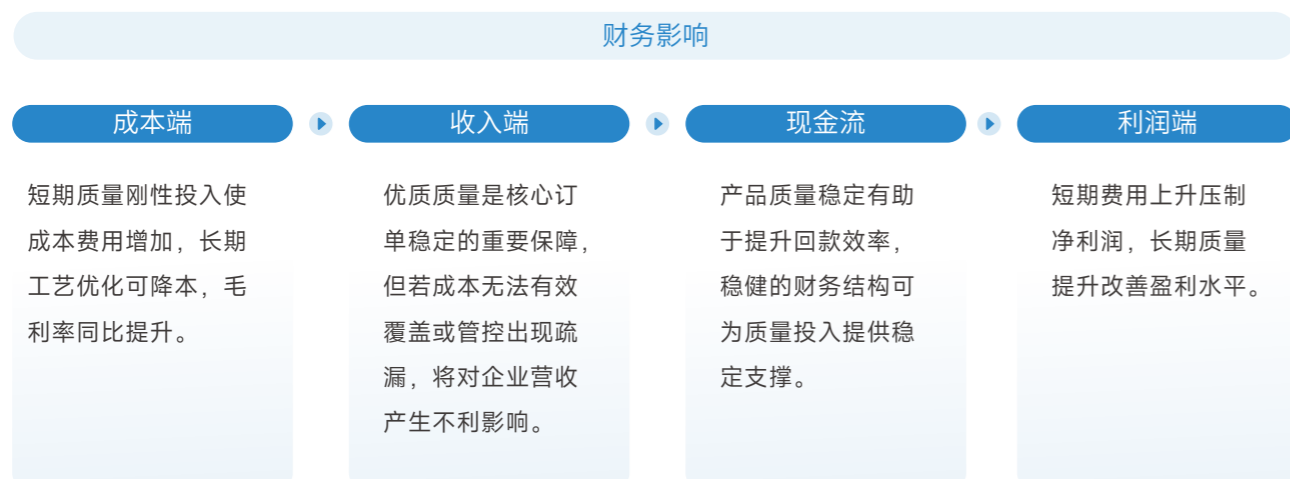 财务影响
成本端
收入端
现金流
利润端
短期质量刚性投入使
成本费用增加，长期
工艺优化可降本，毛
利率同比提升。
优质质量是核心订
单稳定的重要保障，
但若成本无法有效
覆盖或管控出现疏
漏，将对企业营收
产生不利影响。
产品质量稳定有助
于提升回款效率，
稳健的财务结构可
为质量投入提供稳
定支撑。
短期费用上升压制
净利润，长期质量
提升改善盈利水平。